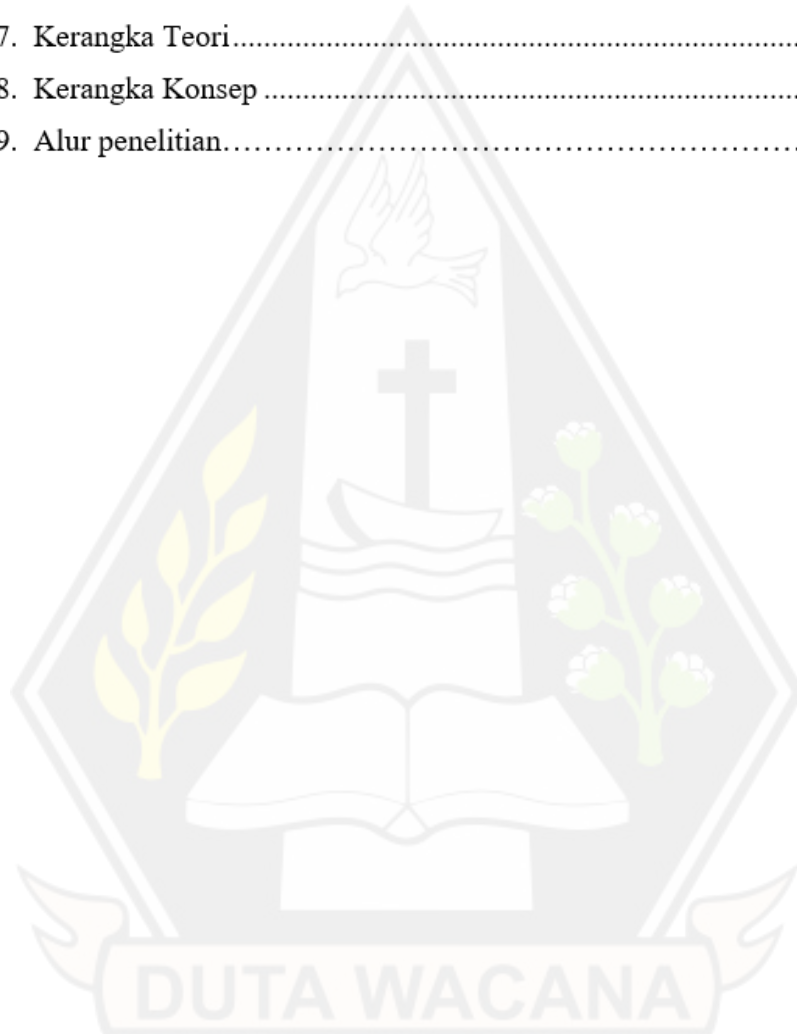 7. Kerangka Teori..............................................................................
8. Kerangka Konsep ..........................................................................
9. Alur penelitian……………………………………………………….
DUTA WACANA